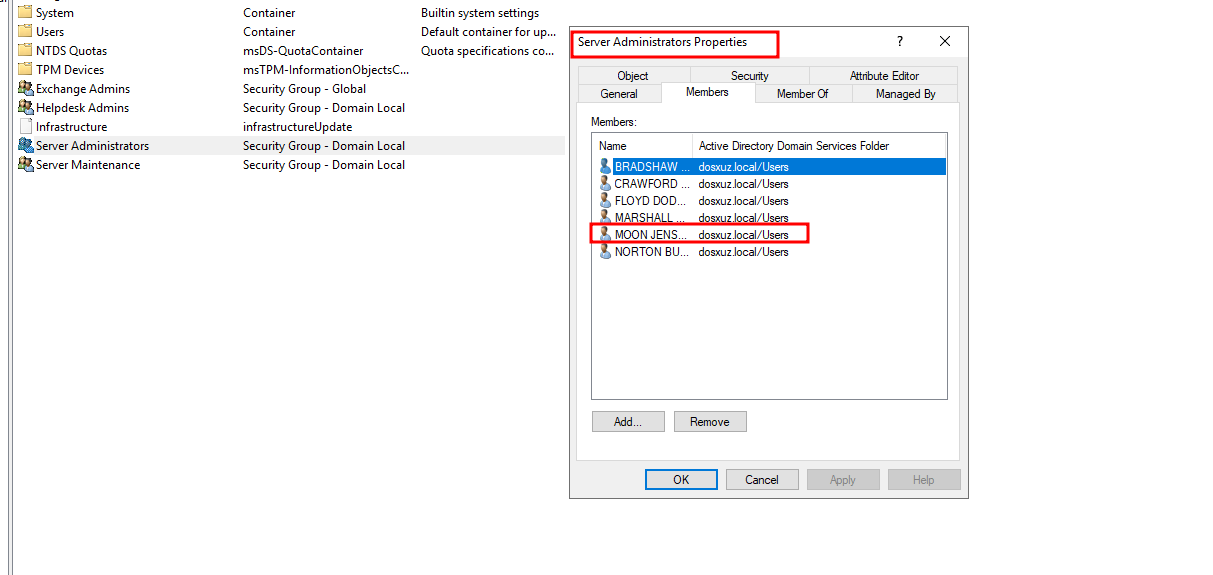 System Container Builtin system settings
Users Container Default container for up...
NTDS Quotas msDS-QuotaContainer Quota specifications co...
TPM Devices msTPM-InformationObjectsC...
Exchange Admins Security Group - Global
Helpdesk Admins Security Group - Domain Local
Infrastructure infrastructureUpdate
Server Administrators Security Group - Domain Local
Server Maintenance Security Group - Domain Local
Server Administrators Properties ?
Object Security Attribute Editor
General Members Member Of Managed By
Members:
Name Active Directory Domain Services Folder
BRADSHAW ... dosxuz.local/Users
CRAWFORD ... dosxuz.local/Users
FLOYD DOD... dosxuz.local/Users
MARSHALL ... dosxuz.local/Users
MOON JENS... dosxuz.local/Users
NORTON BU... dosxuz.local/Users
Add... Remove
OK Cancel Apply Help